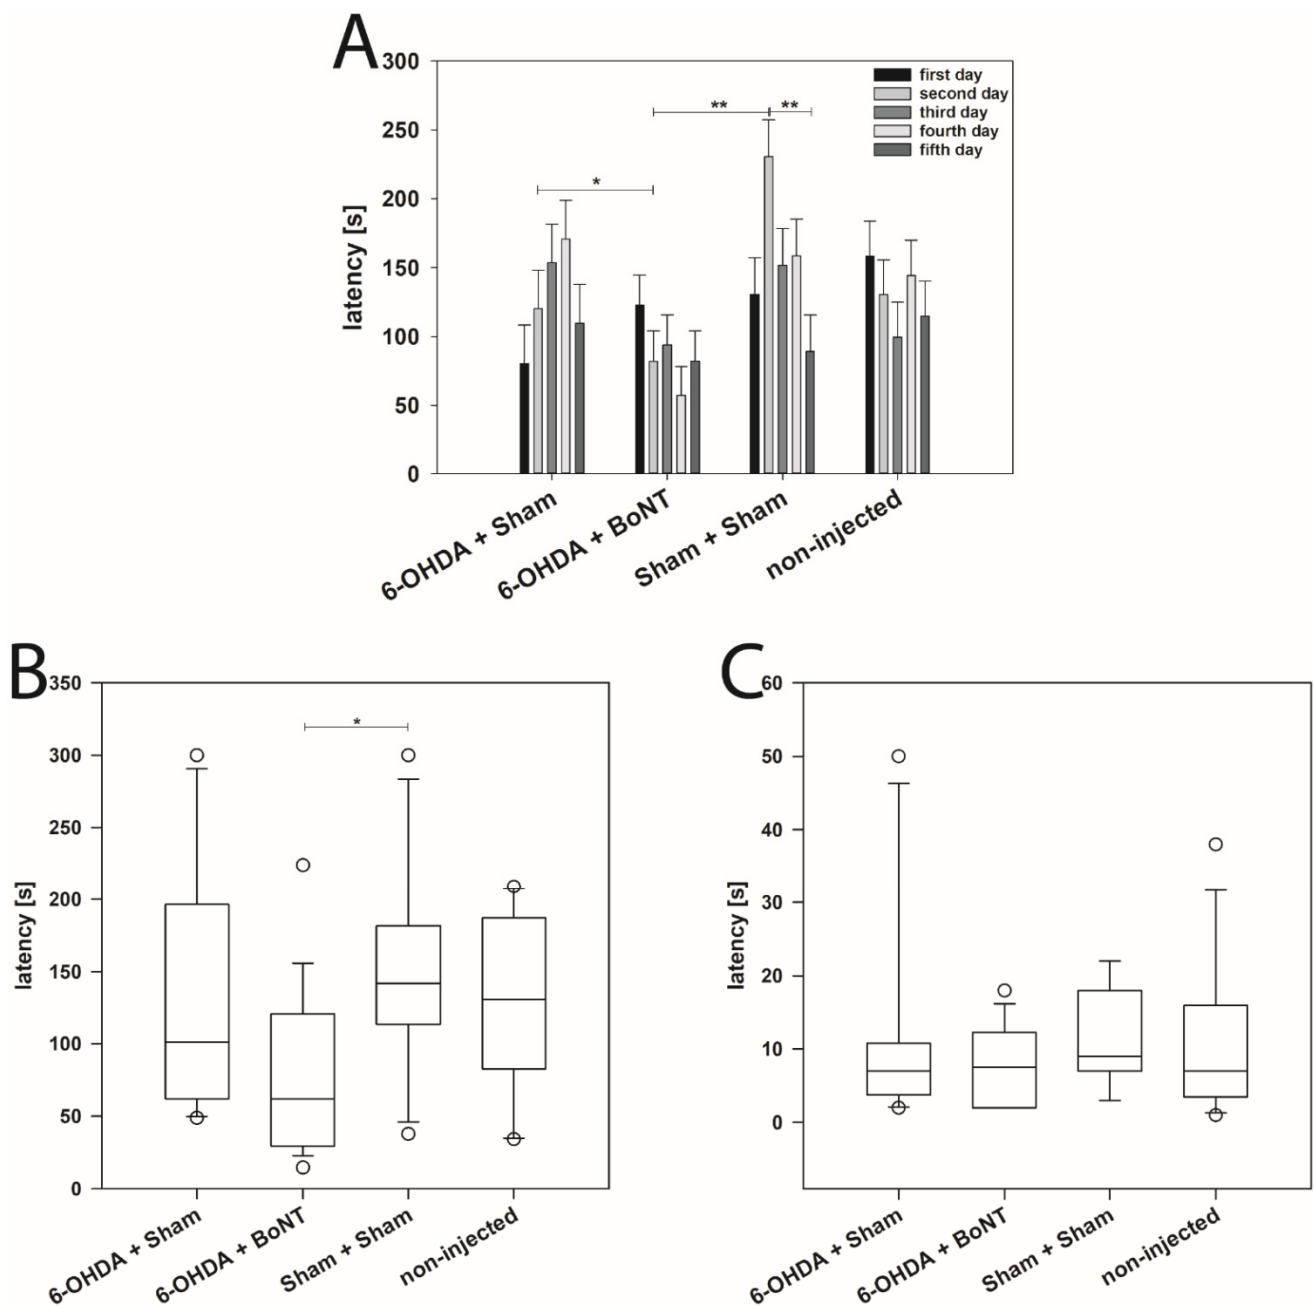 A
300
250
200
150
100
50
0
latency [s]
first day
second day
third day
fourth day
fifth day
*
**
**
6-OHDA + Sham
6-OHDA + BoNT
Sham + Sham
non-injected
B
350
300
250
200
150
100
50
0
latency [s]
*
6-OHDA + Sham
6-OHDA + BoNT
Sham + Sham
non-injected
C
60
50
40
30
20
10
0
latency [s]
6-OHDA + Sham
6-OHDA + BoNT
Sham + Sham
non-injected